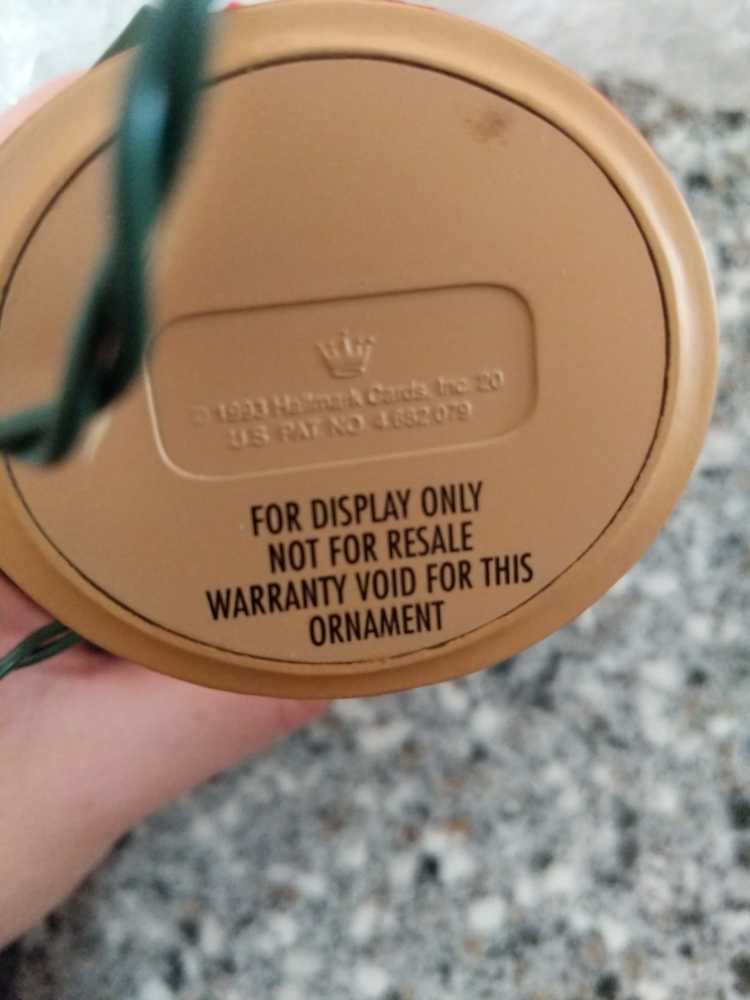 © 1993 Hallmark Cards, Inc. 20
U.S. PAT NO 4,682,079
FOR DISPLAY ONLY
NOT FOR RESALE
WARRANTY VOID FOR THIS
ORNAMENT